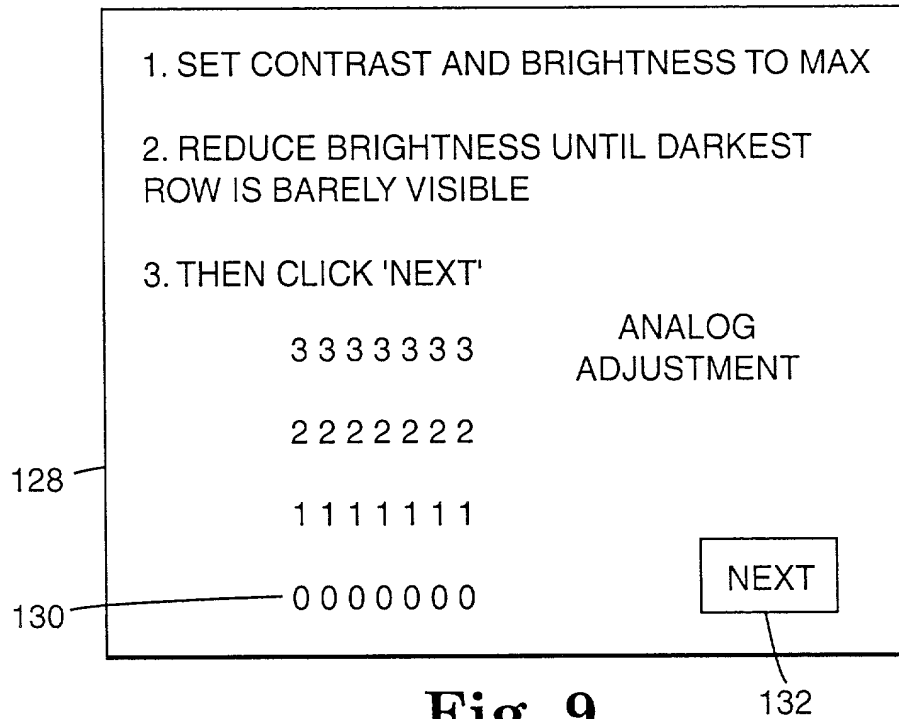 1. SET CONTRAST AND BRIGHTNESS TO MAX
2. REDUCE BRIGHTNESS UNTIL DARKEST
ROW IS BARELY VISIBLE
3. THEN CLICK 'NEXT'
3 3 3 3 3 3 3
ANALOG
ADJUSTMENT
2 2 2 2 2 2 2
128
1 1 1 1 1 1 1
NEXT
130
0 0 0 0 0 0 0
132
Fig. 9